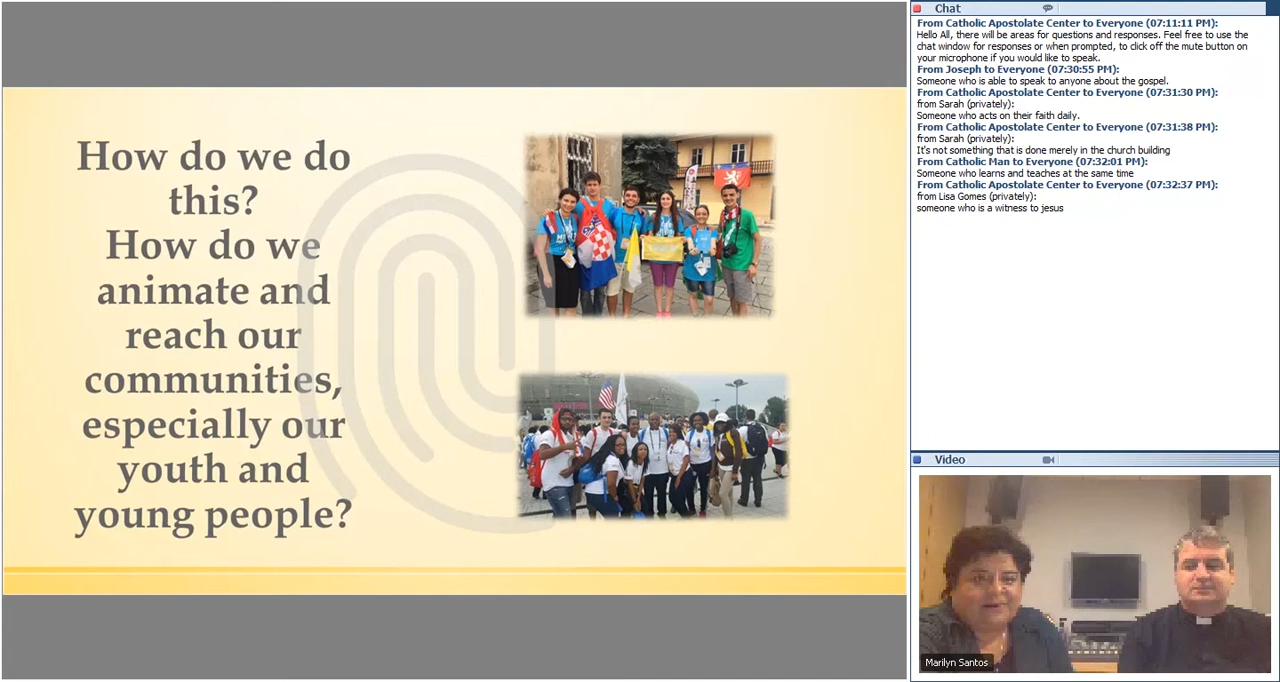 How do we do
this?
How do we
animate and
reach our
communities,
especially our
youth and
young people?
Chat
From Catholic Apostolate Center to Everyone (07:11:11 PM):
Hello All, there will be areas for questions and responses. Feel free to use the
chat window for responses or when prompted, to click off the mute button on
your microphone if you would like to speak.
From Joseph to Everyone (07:30:55 PM):
Someone who is able to speak to anyone about the gospel.
From Catholic Apostolate Center to Everyone (07:31:30 PM):
from Sarah (privately):
Someone who acts on their faith daily.
From Catholic Apostolate Center to Everyone (07:31:38 PM):
from Sarah (privately):
It's not something that is done merely in the church building
From Catholic Man to Everyone (07:32:01 PM):
Someone who learns and teaches at the same time
From Catholic Apostolate Center to Everyone (07:32:37 PM):
from Lisa Gomes (privately):
someone who is a witness to jesus
Video
Marilyn Santos